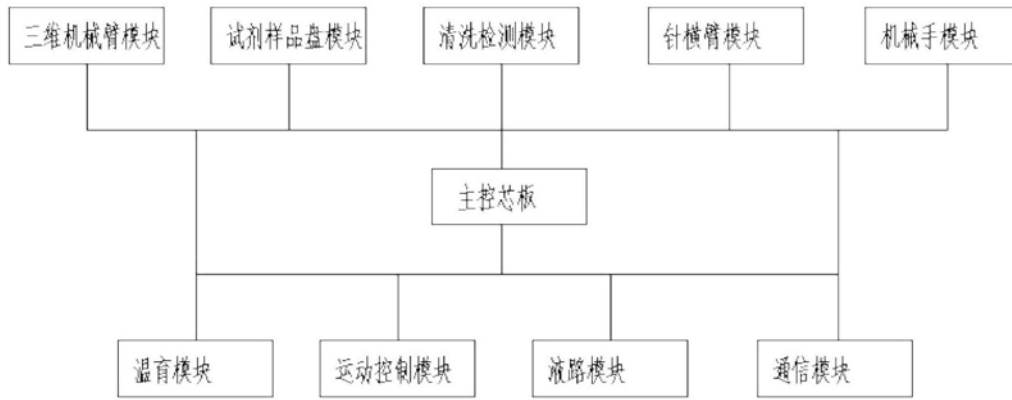 三维机械臂模块
试剂样品盘模块
清洗检测模块
针横臂模块
机械手模块
主控芯板
温育模块
运动控制模块
液路模块
通信模块